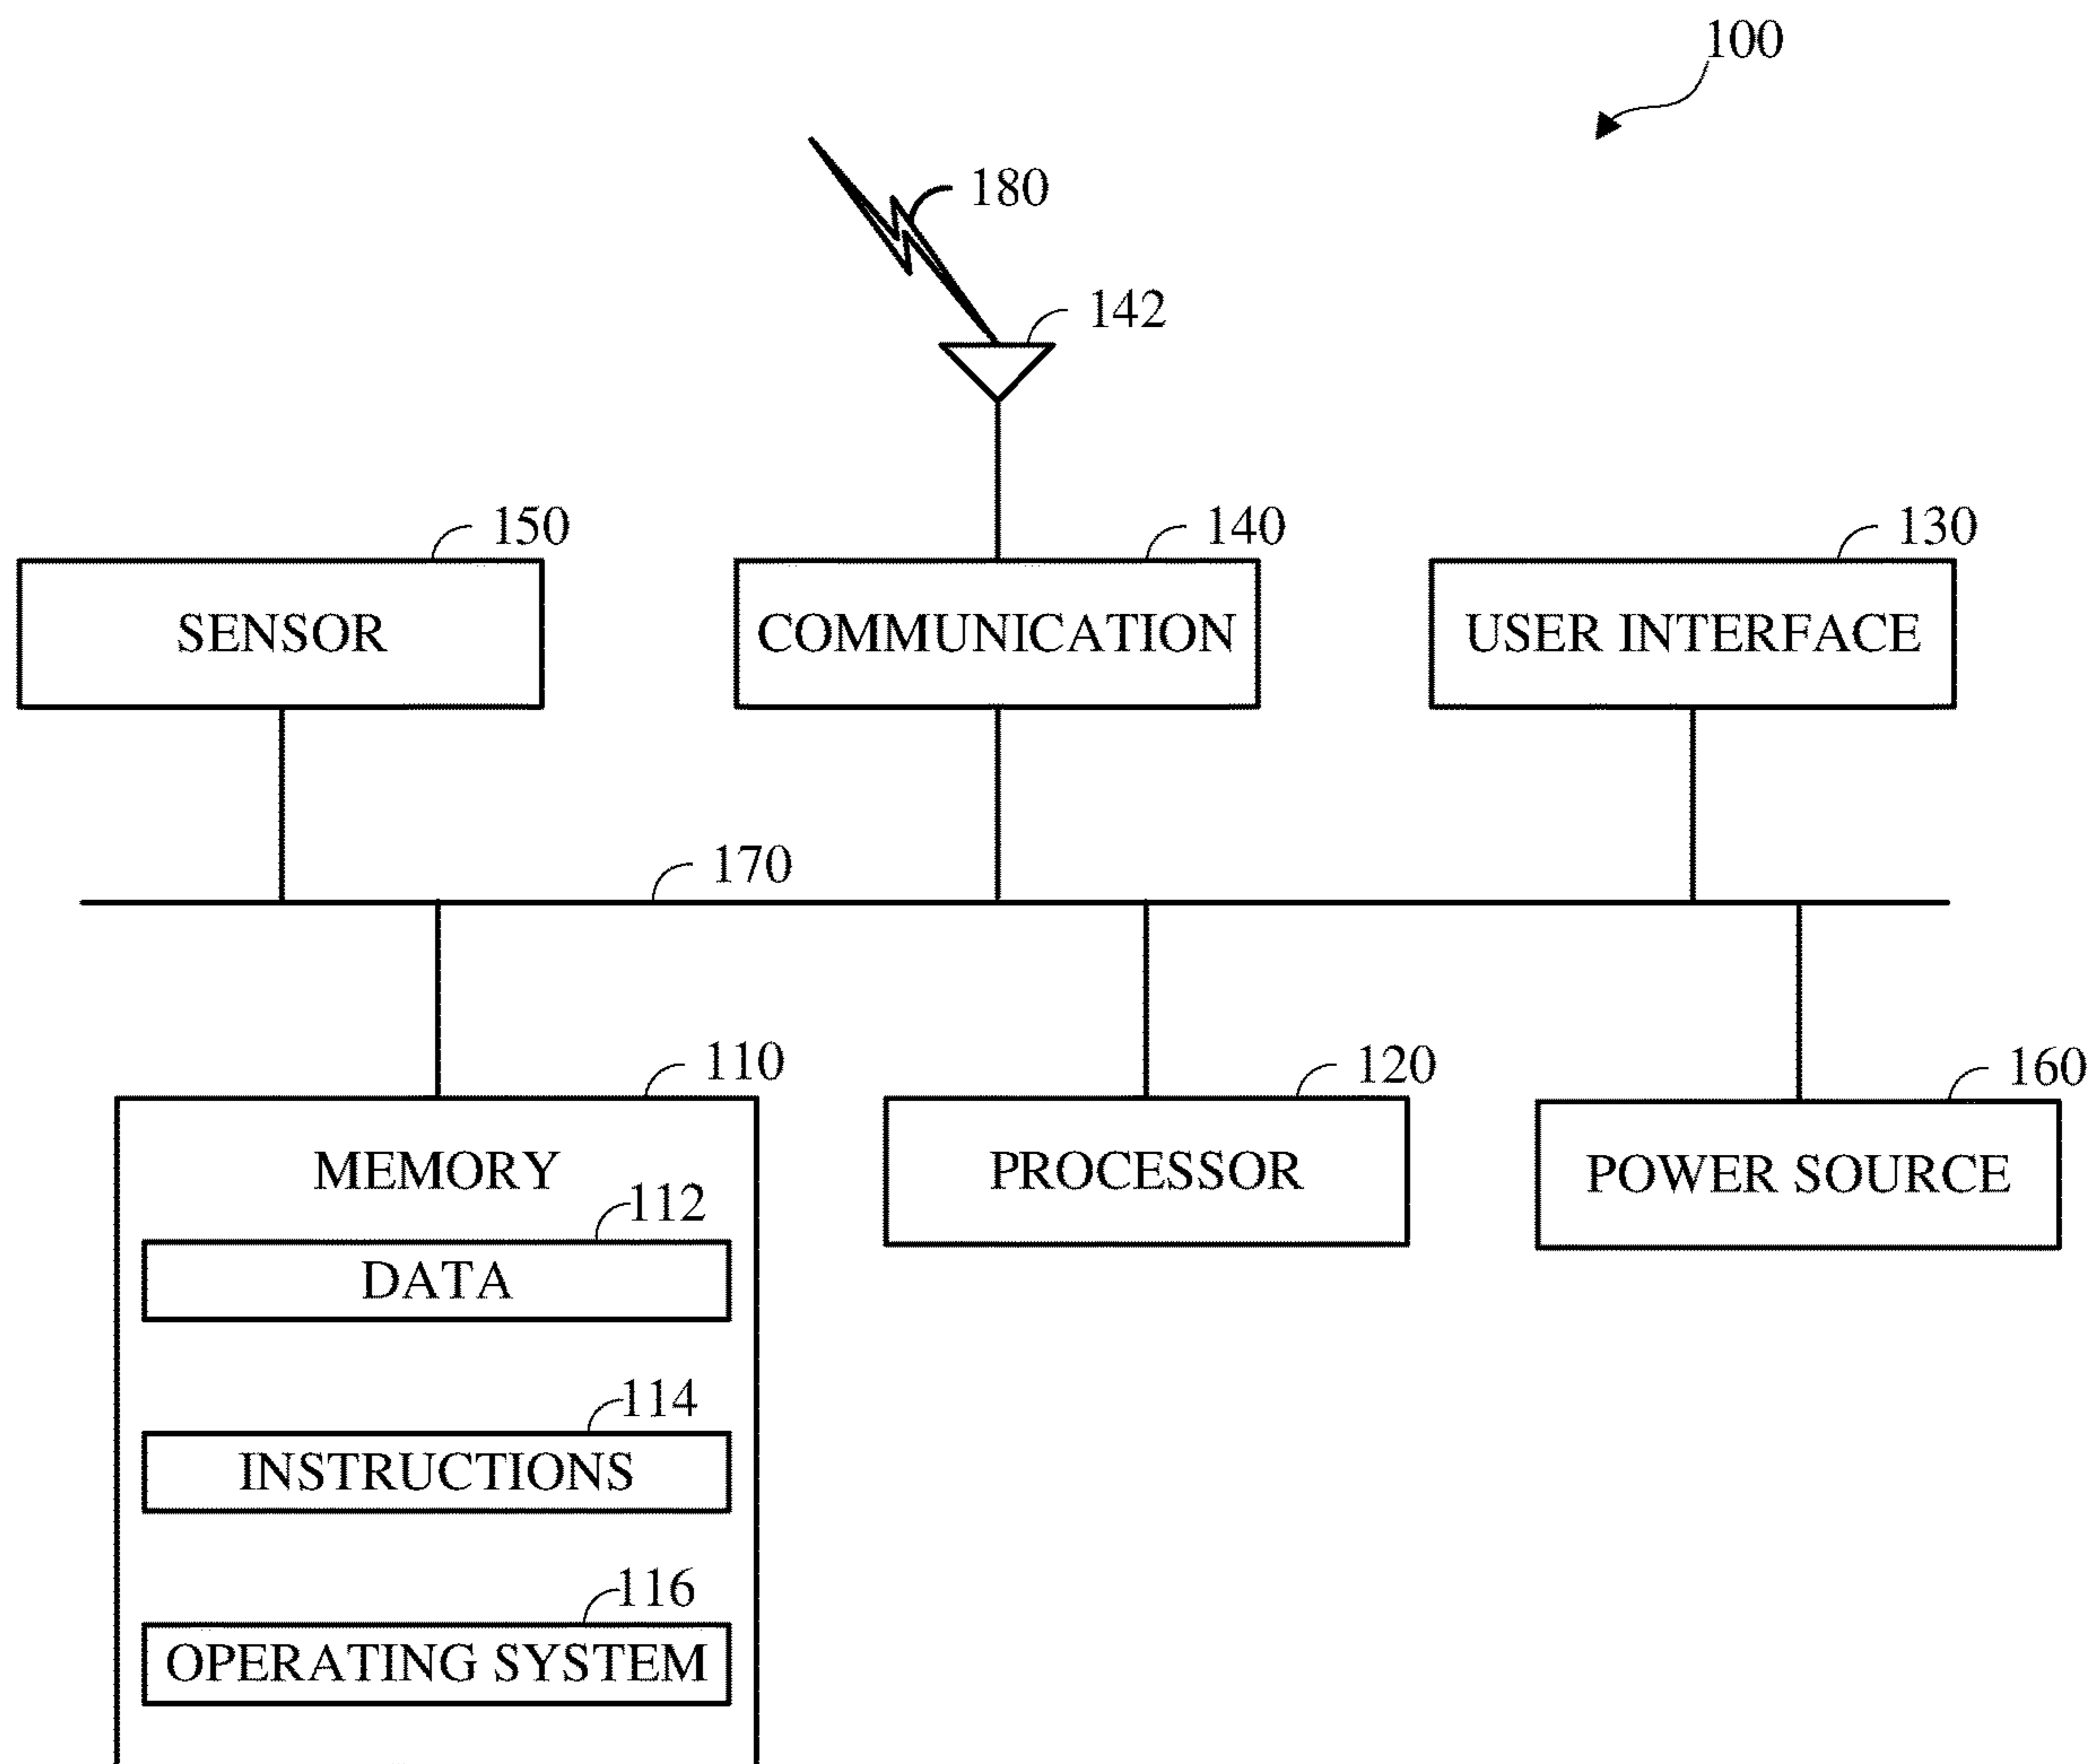 100
180
142
150
140
130
SENSOR
COMMUNICATION
USER INTERFACE
170
110
120
160
MEMORY
PROCESSOR
POWER SOURCE
112
DATA
114
INSTRUCTIONS
116
OPERATING SYSTEM